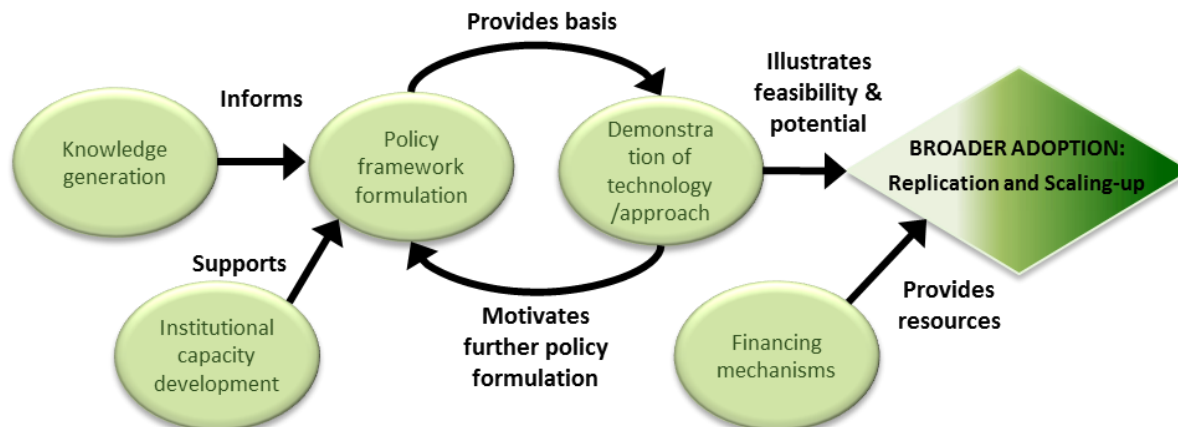 Provides basis
Informs
Illustrates
feasibility &
potential
Knowledge
generation
Policy
framework
formulation
Demonstra
tion of
technology
/approach
BROADER ADOPTION:
Replication and Scaling-up
Supports
Institutional
capacity
development
Motivates
further policy
formulation
Financing
mechanisms
Provides
resources